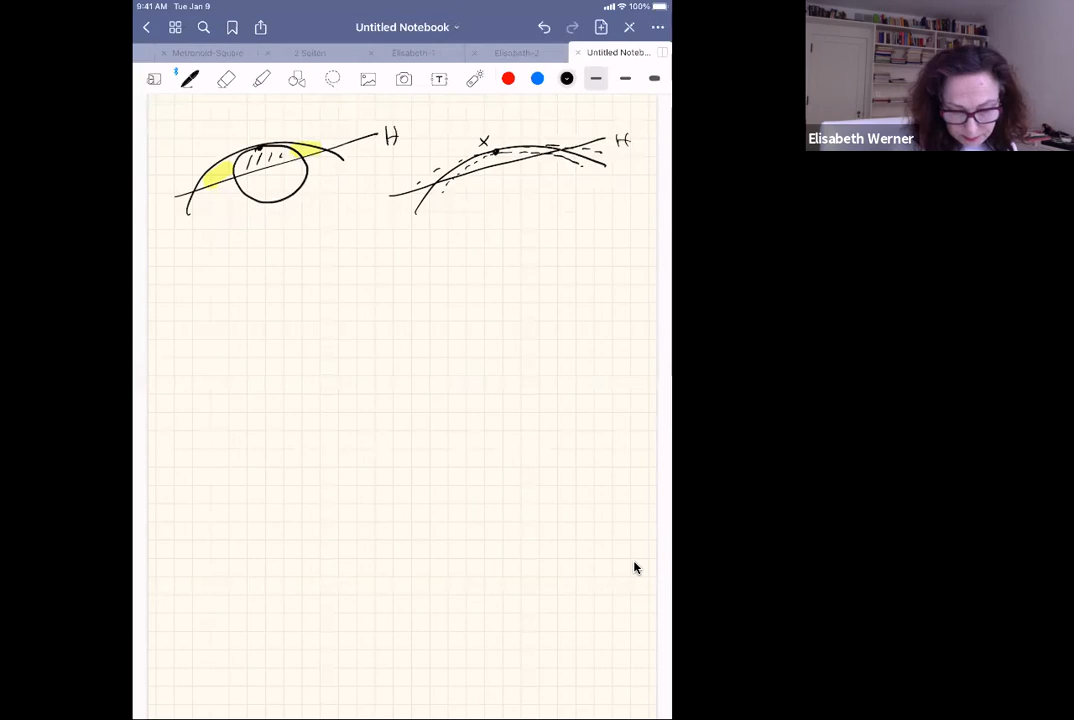 9:41 AM Tue Jan 9
100%
Untitled Notebook
Metronoid-Square
2 Seiten
Elisabeth-1
Elisabeth-2
Untitled Noteb...
T
H
x
H
Elisabeth Werner